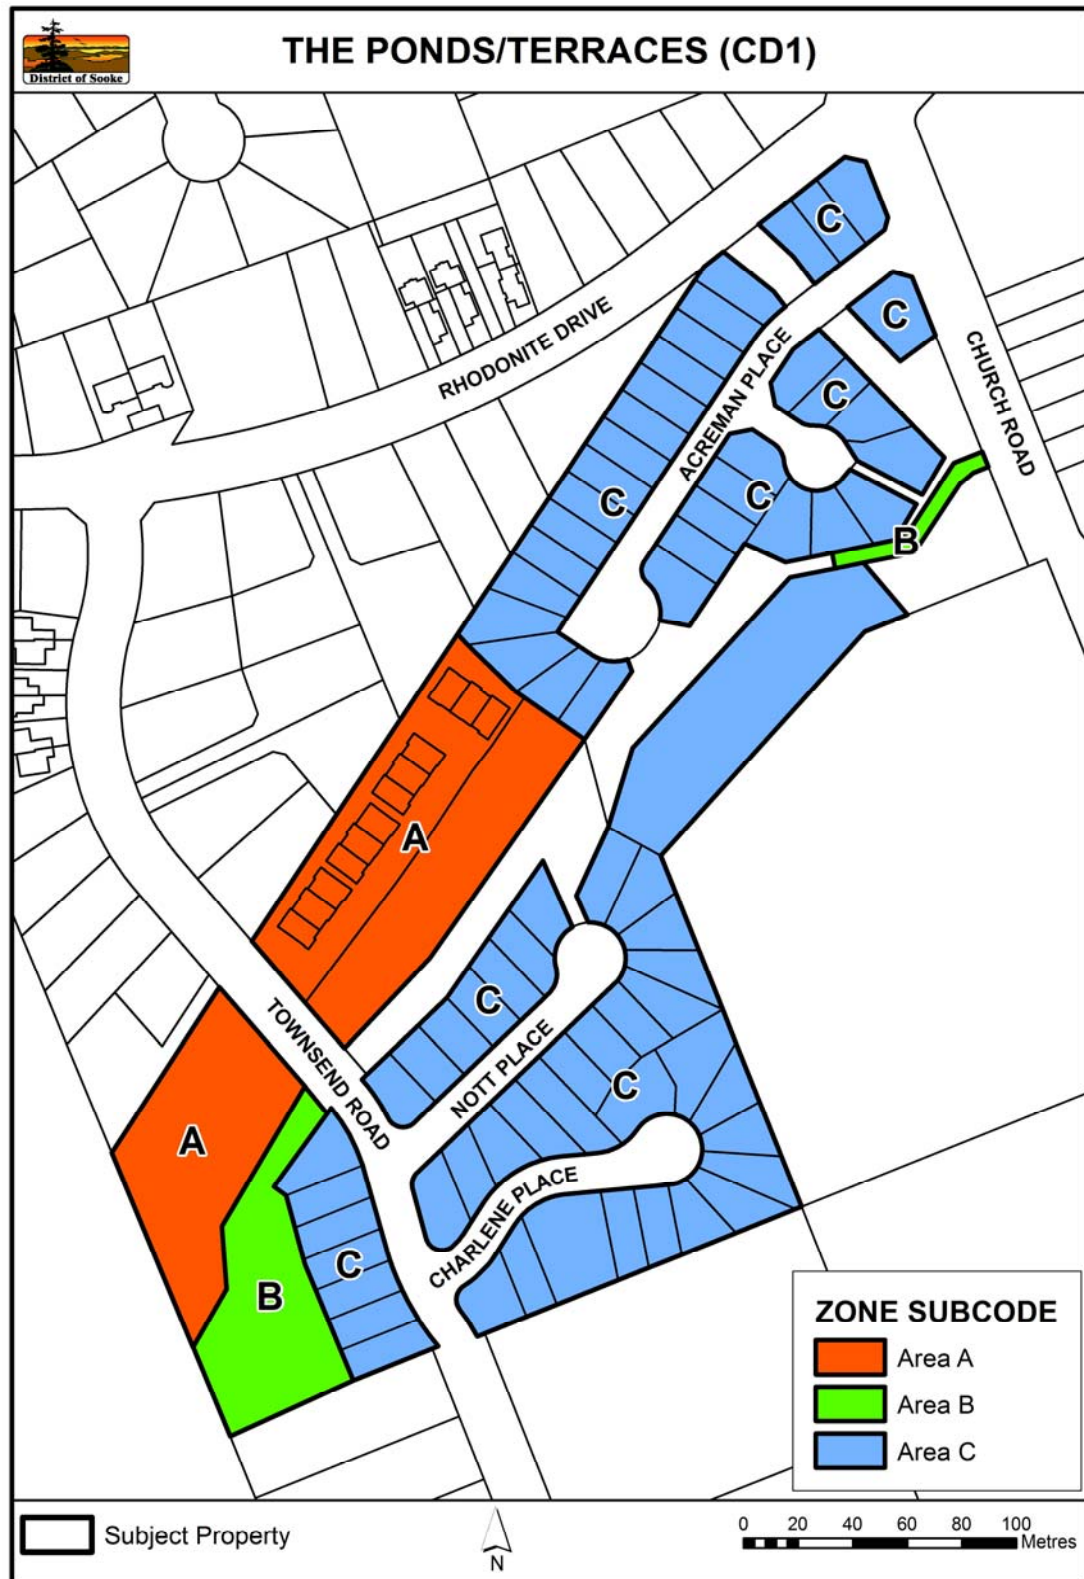 District of Sooke
THE PONDS/TERRACES (CD1)
C
C
RHODONITE DRIVE
ACREMAN PLACE
CHURCH ROAD
C
C
C
B
A
C
TOWNSEND ROAD
NOTT PLACE
C
A
CHARLENE PLACE
C
B
ZONE SUBCODE
Area A
Area B
Area C
Subject Property
N
0 20 40 60 80 100
Metres